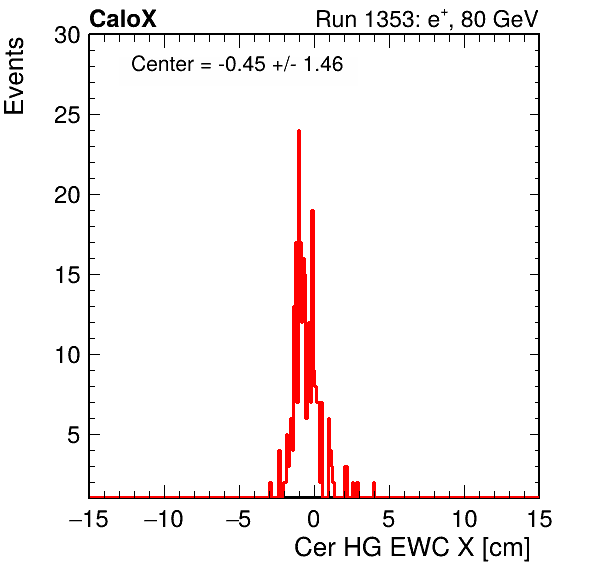 CaloX Run 1353: e⁺, 80 GeV
Center = -0.45 +/- 1.46
Events
30
25
20
15
10
5
−15 −10 −5 0 5 10 15
Cer HG EWC X [cm]